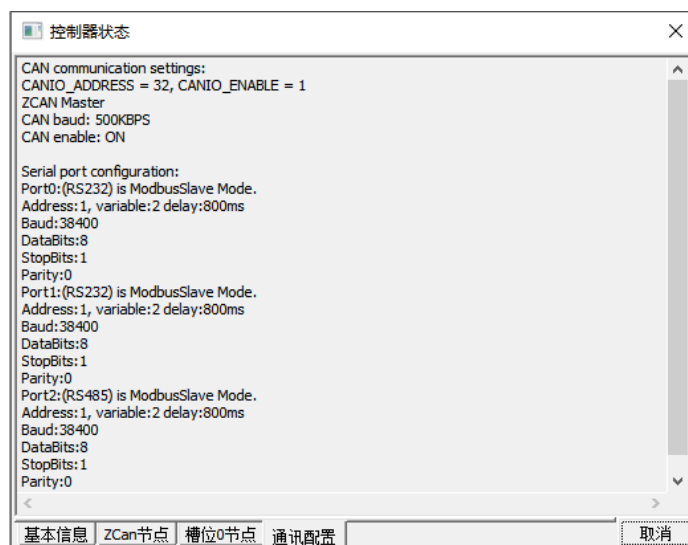 控制器状态
CAN communication settings:
CANIO_ADDRESS = 32, CANIO_ENABLE = 1
ZCAN Master
CAN baud: 500KBPS
CAN enable: ON
Serial port configuration:
Port0:(RS232) is ModbusSlave Mode.
Address:1, variable:2 delay:800ms
Baud:38400
DataBits:8
StopBits:1
Parity:0
Port1:(RS232) is ModbusSlave Mode.
Address:1, variable:2 delay:800ms
Baud:38400
DataBits:8
StopBits:1
Parity:0
Port2:(RS485) is ModbusSlave Mode.
Address:1, variable:2 delay:800ms
Baud:38400
DataBits:8
StopBits:1
Parity:0
基本信息 ZCan节点 槽位0节点 通讯配置 取消